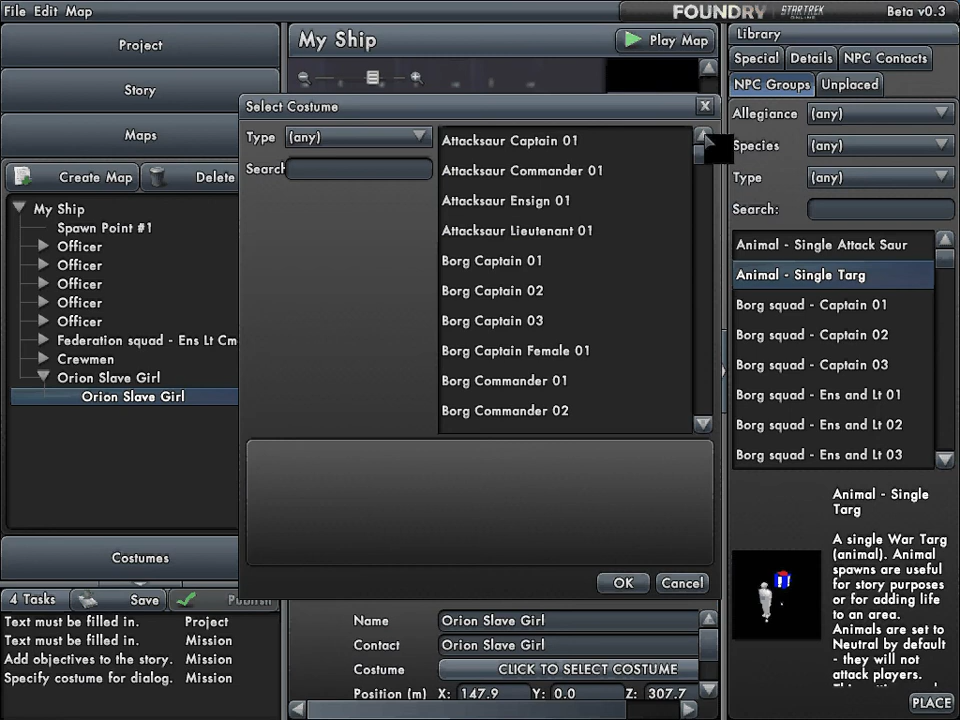 File Edit Map
FOUNDRY STAR TREK ONLINE
Beta v0.3
Project
Story
Maps
Create Map
Delete
My Ship
Spawn Point #1
Officer
Officer
Officer
Officer
Officer
Federation squad - Ens Lt Cm
Crewmen
Orion Slave Girl
Orion Slave Girl
Costumes
4 Tasks
Save
Publish
Text must be filled in. Project
Text must be filled in. Mission
Add objectives to the story. Mission
Specify costume for dialog. Mission
My Ship
Play Map
Select Costume
X
Type (any)
Search
Attacksaur Captain 01
Attacksaur Commander 01
Attacksaur Ensign 01
Attacksaur Lieutenant 01
Borg Captain 01
Borg Captain 02
Borg Captain 03
Borg Captain Female 01
Borg Commander 01
Borg Commander 02
OK
Cancel
Name Orion Slave Girl
Contact Orion Slave Girl
Costume CLICK TO SELECT COSTUME
Position (m) X: 147.9 Y: 0.0 Z: 307.7
Library
Special
Details
NPC Contacts
NPC Groups
Unplaced
Allegiance (any)
Species (any)
Type (any)
Search:
Animal - Single Attack Saur
Animal - Single Targ
Borg squad - Captain 01
Borg squad - Captain 02
Borg squad - Captain 03
Borg squad - Ens and Lt 01
Borg squad - Ens and Lt 02
Borg squad - Ens and Lt 03
Animal - Single
Targ
A single War Targ
(animal). Animal
spawns are useful
for story purposes
or for adding life
to an area.
Animals are set to
Neutral by default
- they will not
attack players.
PLACE